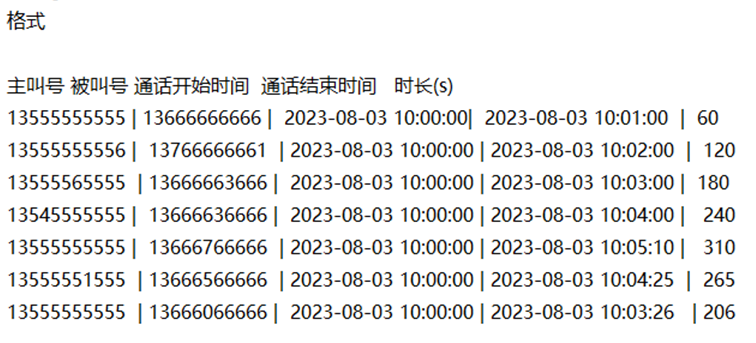 格式
主叫号 被叫号 通话开始时间 通话结束时间 时长(s)
13555555555 | 13666666666 | 2023-08-03 10:00:00| 2023-08-03 10:01:00 | 60
13555555556 | 13766666661 | 2023-08-03 10:00:00 | 2023-08-03 10:02:00 | 120
13555565555 | 13666663666 | 2023-08-03 10:00:00 | 2023-08-03 10:03:00 | 180
13545555555 | 13666636666 | 2023-08-03 10:00:00 | 2023-08-03 10:04:00 | 240
13555555555 | 13666766666 | 2023-08-03 10:00:00 | 2023-08-03 10:05:10 | 310
13555551555 | 13666566666 | 2023-08-03 10:00:00 | 2023-08-03 10:04:25 | 265
13555555555 | 13666066666 | 2023-08-03 10:00:00 | 2023-08-03 10:03:26 | 206